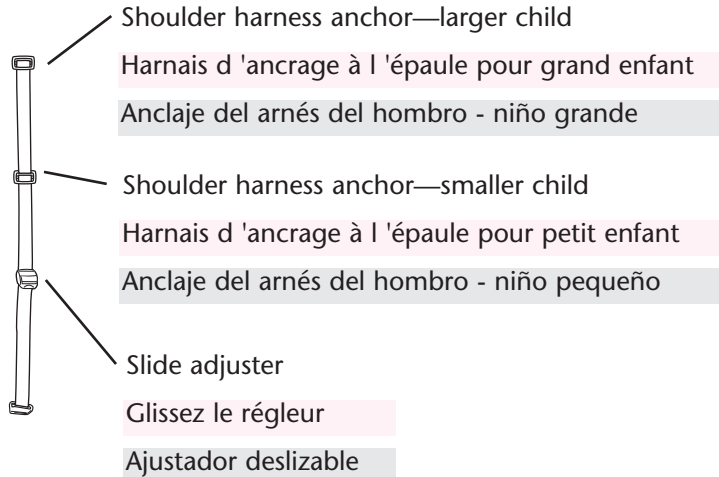 Shoulder harness anchor—larger child
Harnais d 'ancrage à l 'épaule pour grand enfant
Anclaje del arnés del hombro - niño grande
Shoulder harness anchor—smaller child
Harnais d 'ancrage à l 'épaule pour petit enfant
Anclaje del arnés del hombro - niño pequeño
Slide adjuster
Glissez le régleur
Ajustador deslizable